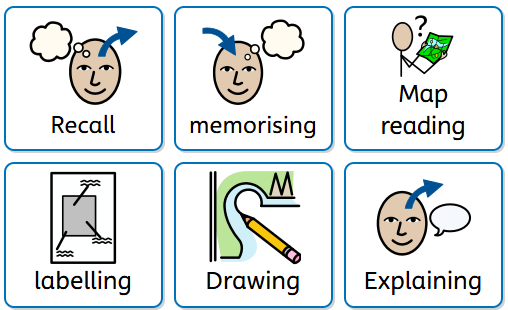 Recall
memorising
?
Map
reading
labelling
Drawing
Explaining